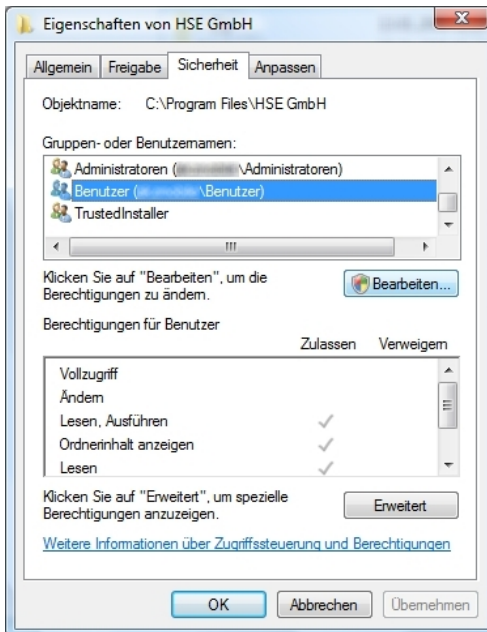 Eigenschaften von HSE GmbH
Allgemein Freigabe Sicherheit Anpassen
Objektname: C:\Program Files\HSE GmbH
Gruppen- oder Benutzernamen:
Administratoren ( \Administratoren)
Benutzer ( \Benutzer)
TrustedInstaller
Klicken Sie auf "Bearbeiten", um die
Berechtigungen zu ändern.
Bearbeiten...
Berechtigungen für Benutzer
Zulassen Verweigern
Vollzugriff
Ändern
Lesen, Ausführen
Ordnerinhalt anzeigen
Lesen
Klicken Sie auf "Erweitert", um spezielle
Berechtigungen anzuzeigen.
Erweitert
Weitere Informationen über Zugriffssteuerung und Berechtigungen
OK Abbrechen Übernehmen